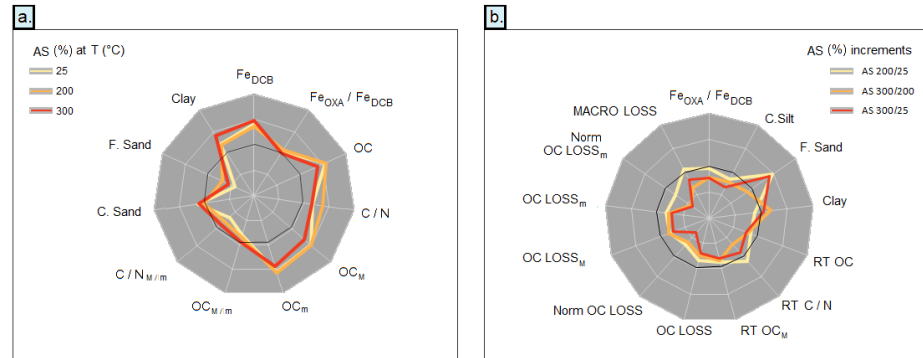 a.
AS (%) at T (°C)
25
200
300
Fe_DCB
Fe_OXA / Fe_DCB
OC
C / N
OC_M
OC_m
OC_M/m
C / N_M/m
C. Sand
F. Sand
Clay
b.
AS (%) increments
AS 200/25
AS 300/200
AS 300/25
Fe_OXA / Fe_DCB
C.Silt
F. Sand
Clay
RT OC
RT C / N
RT OC_M
OC LOSS
Norm OC LOSS
OC LOSS_M
OC LOSS_m
Norm
OC LOSS_m
MACRO LOSS